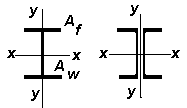 y A_f y
x x x x
A_w
y y